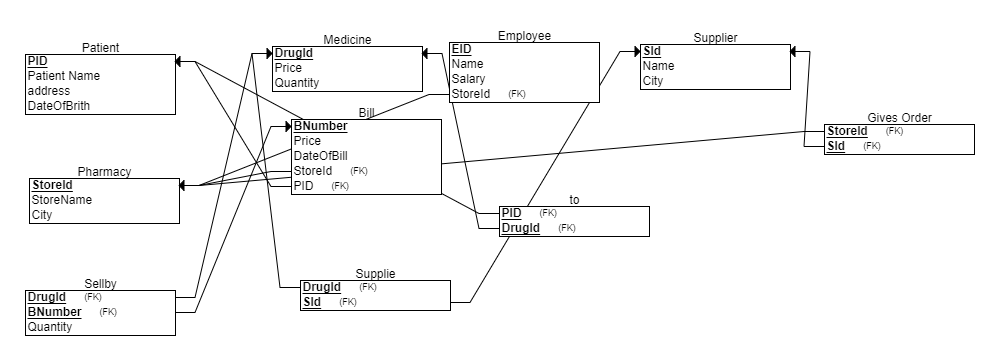 Patient
PID
Patient Name
address
DateOfBrith
Medicine
DrugId
Price
Quantity
Employee
EID
Name
Salary
StoreId (FK)
Supplier
SId
Name
City
Bill
BNumber
Price
DateOfBill
StoreId (FK)
PID (FK)
Gives Order
StoreId (FK)
SId (FK)
Pharmacy
StoreId
StoreName
City
to
PID (FK)
DrugId (FK)
Sellby
DrugId (FK)
BNumber (FK)
Quantity
Supplie
DrugId (FK)
SId (FK)